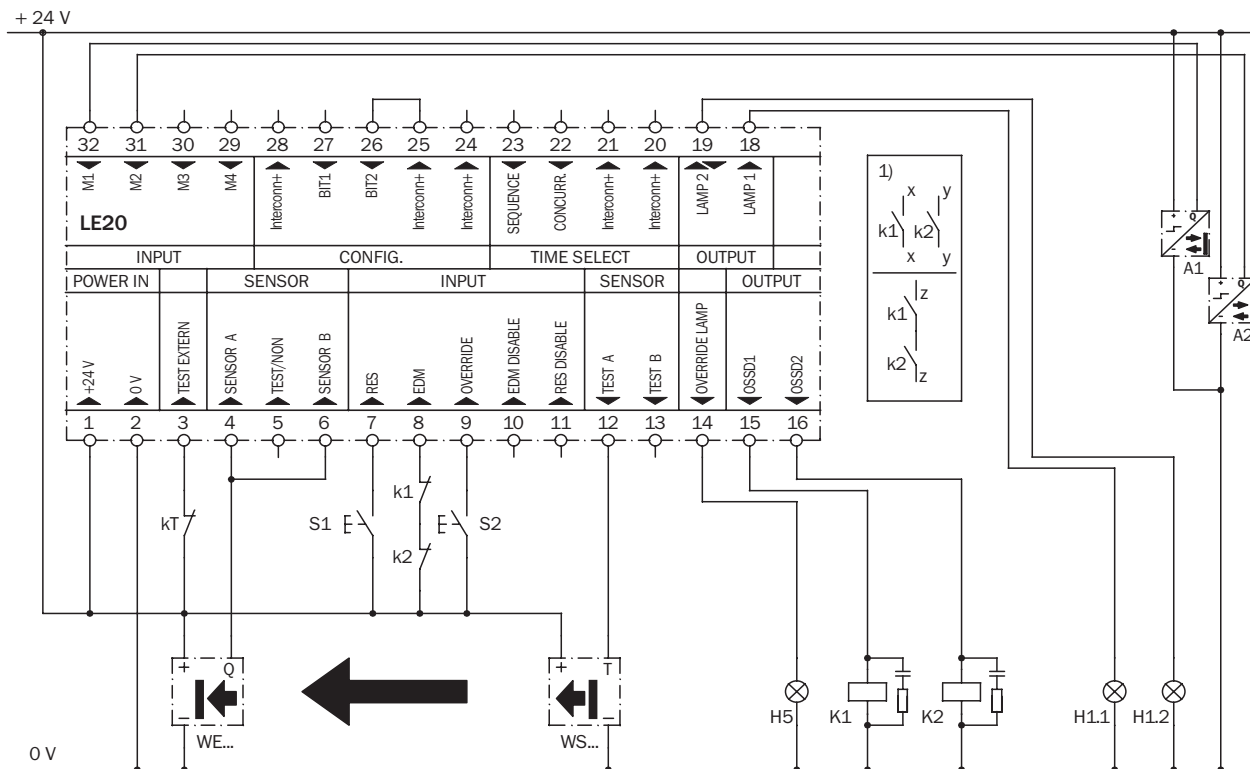 + 24 V
32 31 30 29 28 27 26 25 24 23 22 21 20 19 18
M1 M2 M3 M4 Interconn+ BIT1 BIT2 Interconn+ Interconn+ SEQUENCE CONCURR. Interconn+ Interconn+ LAMP 2 LAMP 1
LE20
INPUT CONFIG. TIME SELECT OUTPUT
POWER IN SENSOR INPUT SENSOR OUTPUT
+24 V 0 V TEST EXTERN SENSOR A TEST/NON SENSOR B RES EDM OVERRIDE EDM DISABLE RES DISABLE TEST A TEST B OVERRIDE LAMP OSSD1 OSSD2
1 2 3 4 5 6 7 8 9 10 11 12 13 14 15 16
1)
x y
k1 k2
x y
z
k1
k2
z
+ Q
-
A1
+ Q
-
A2
kT S1 k1 S2
k2
+ Q
-
WE...
+ T
-
WS...
H5 K1 K2 H1.1 H1.2
0 V